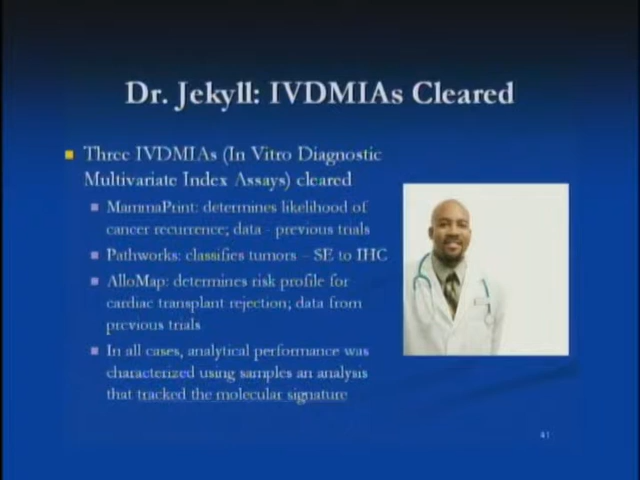 Dr. Jekyll: IVDMIAs Cleared
Three IVDMIAs (In Vitro Diagnostic
Multivariate Index Assays) cleared
MammaPrint: determines likelihood of
cancer recurrence; data - previous trials
Pathworks: classifies tumors – SE to IHC
AlloMap: determines risk profile for
cardiac transplant rejection; data from
previous trials
In all cases, analytical performance was
characterized using samples an analysis
that tracked the molecular signature
41